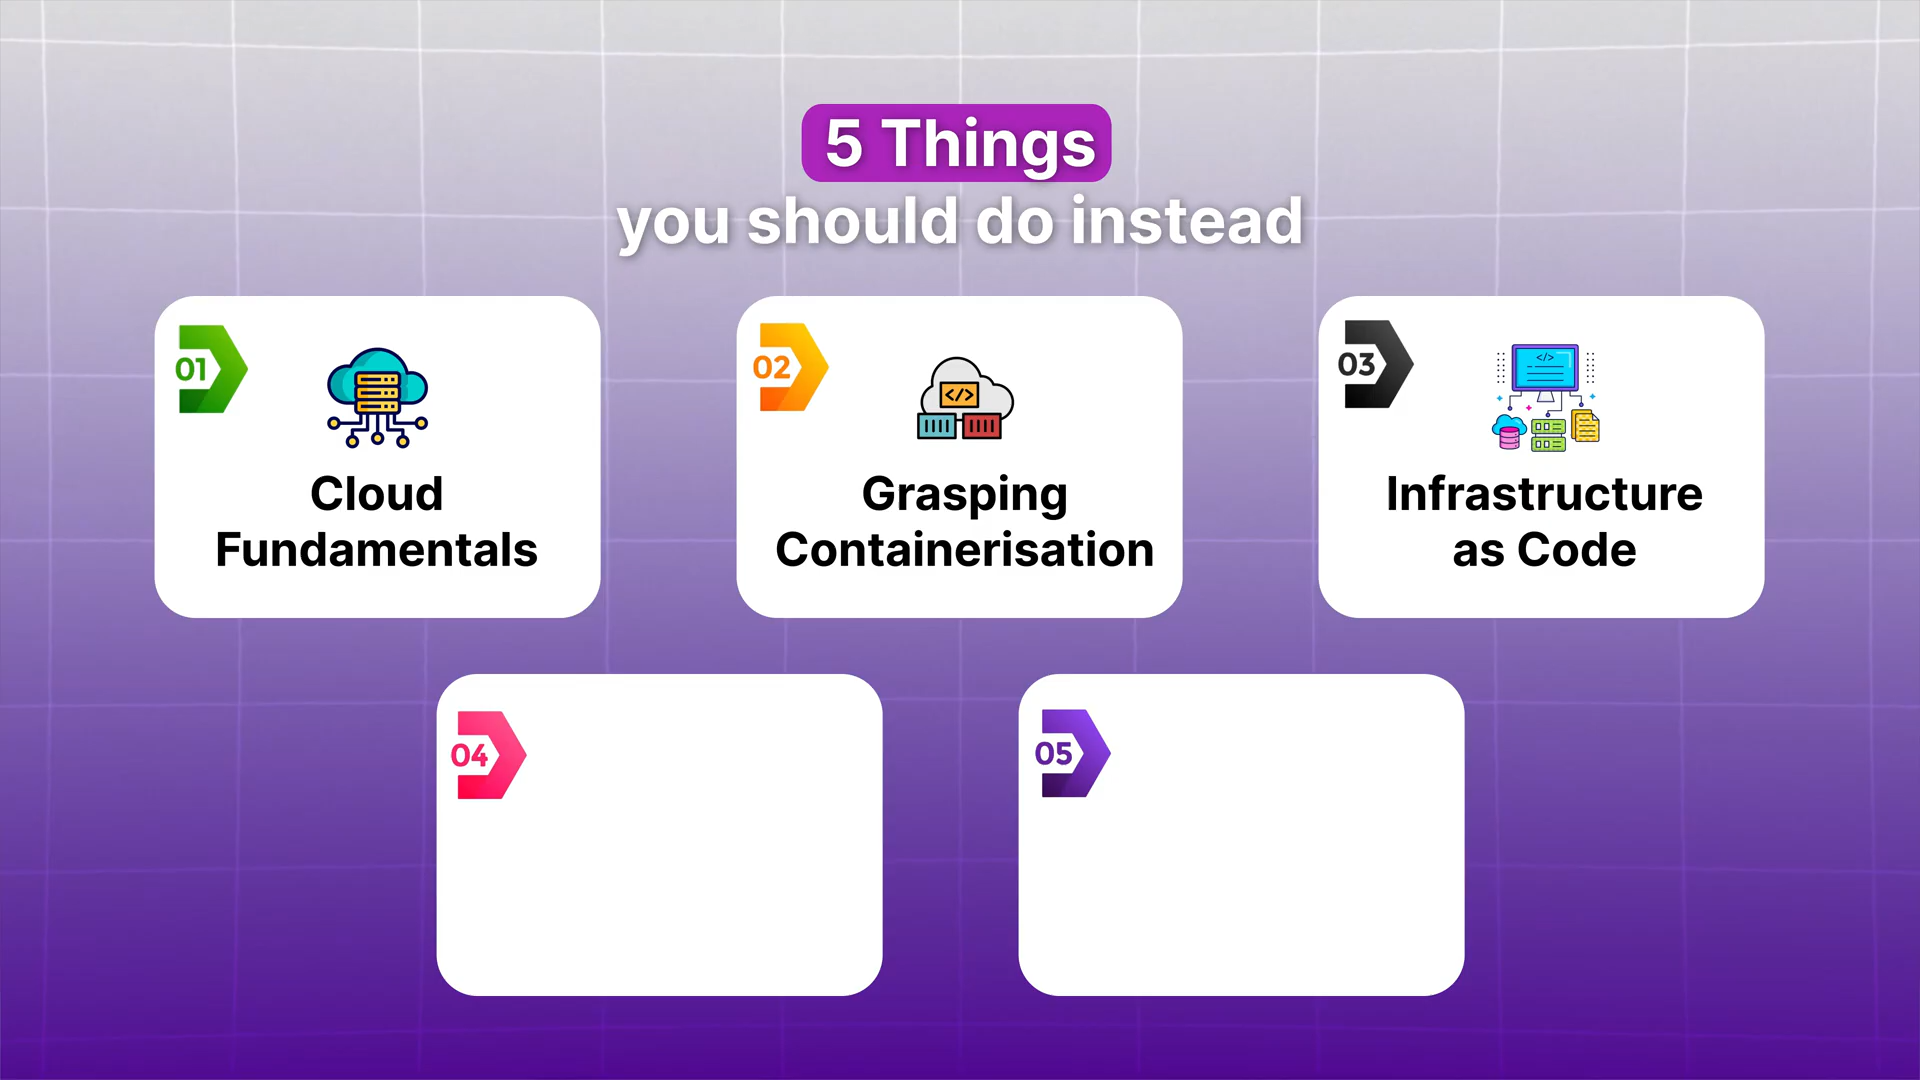 5 Things
you should do instead
01
Cloud
Fundamentals
02
</>
Grasping
Containerisation
03
</>
Infrastructure
as Code
04
05